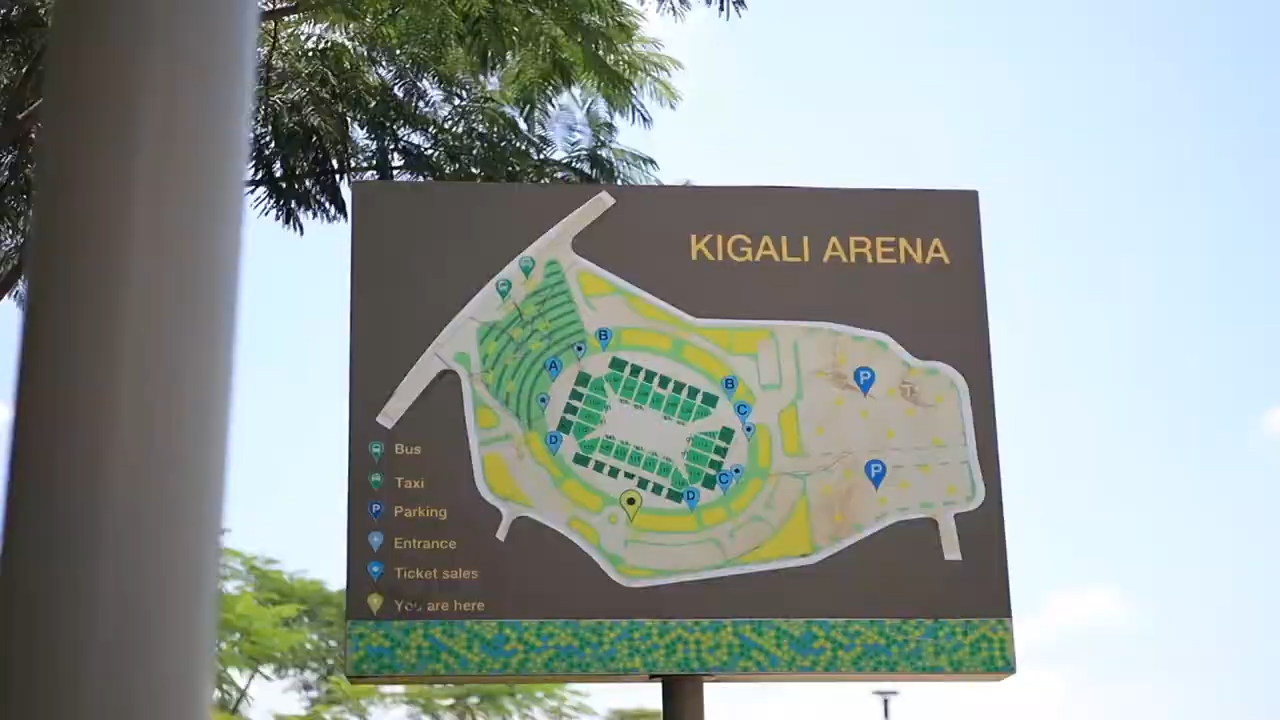 KIGALI ARENA
B
A
B
P
C
D
P
C
D
Bus
Taxi
P Parking
Entrance
Ticket sales
You are here